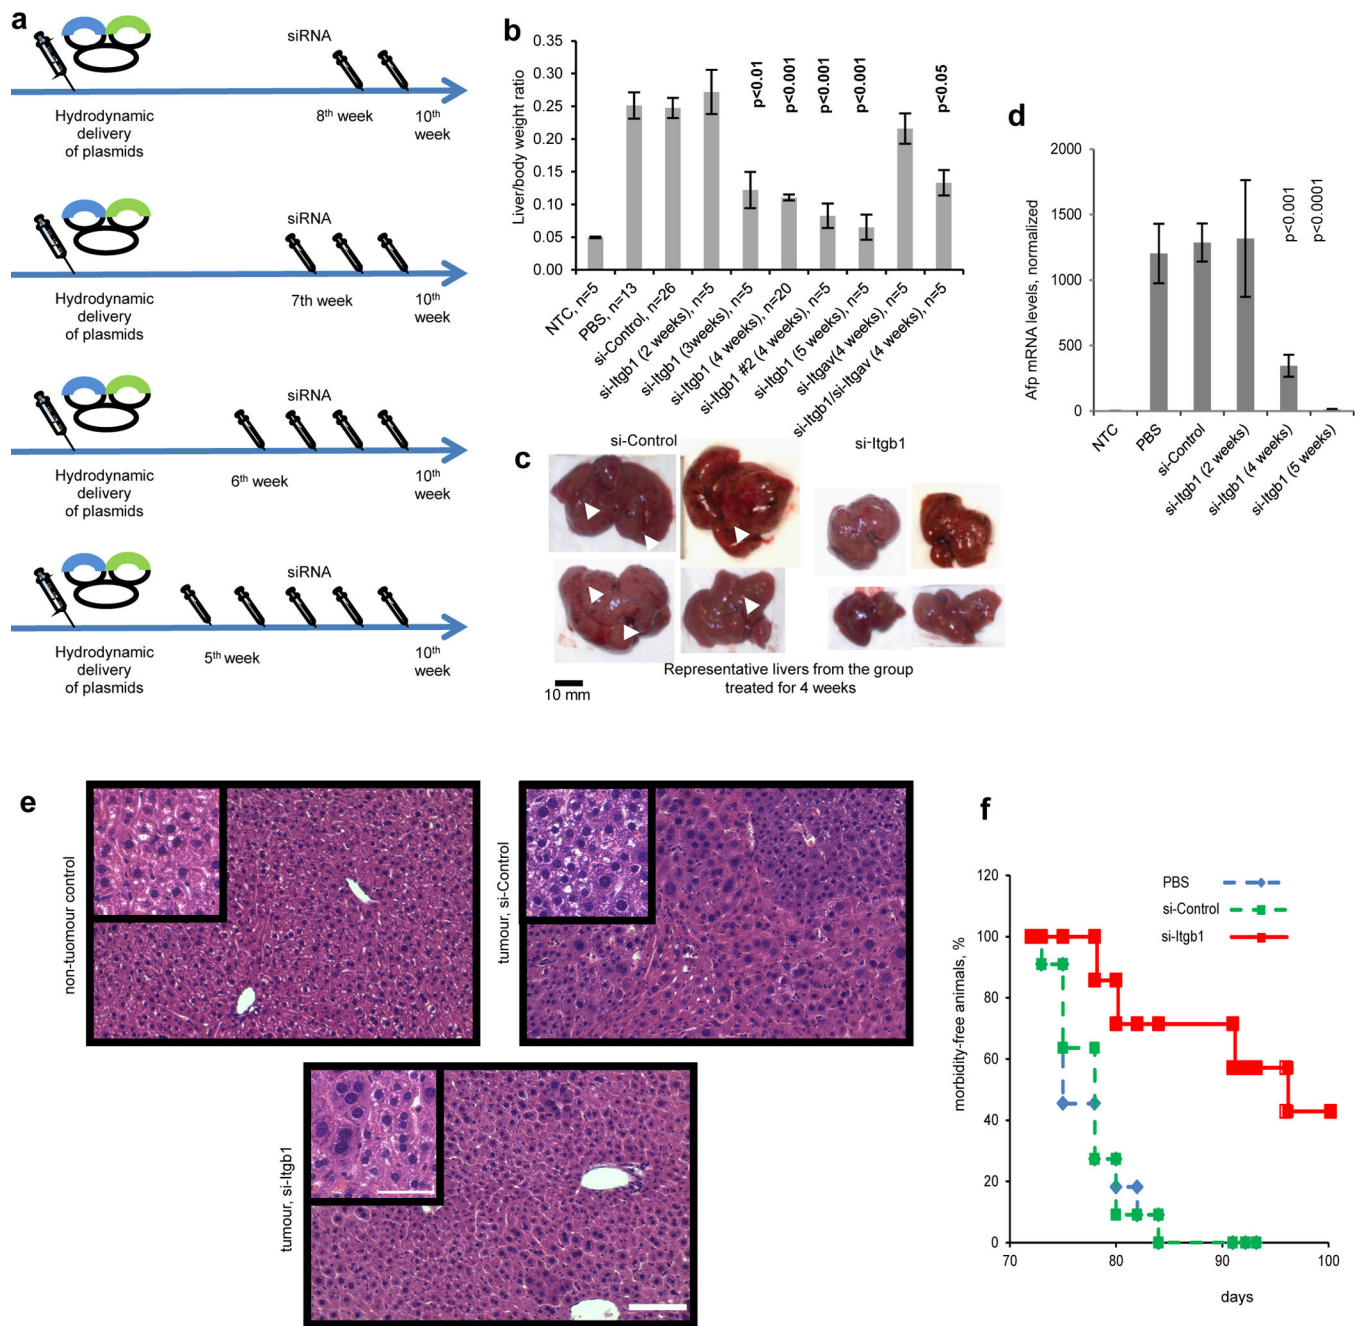 a
siRNA
Hydrodynamic
delivery
of plasmids
8th week
10th
week
siRNA
Hydrodynamic
delivery
of plasmids
7th week
10th
week
siRNA
Hydrodynamic
delivery
of plasmids
6th week
10th
week
siRNA
Hydrodynamic
delivery
of plasmids
5th week
10th
week
b
Liver/body weight ratio
0.35
0.30
0.25
0.20
0.15
0.10
0.05
0.00
p<0.01
p<0.001
p<0.001
p<0.001
p<0.05
NTC, n=5
PBS, n=13
si-Control, n=26
si-Itgb1 (2 weeks), n=5
si-Itgb1 (3weeks), n=5
si-Itgb1 (4 weeks), n=20
si-Itgb1 #2 (4 weeks), n=5
si-Itgb1 (5 weeks), n=5
si-Itgav(4 weeks), n=5
si-Itgb1/si-Itgav (4 weeks), n=5
c
si-Control
si-Itgb1
Representative livers from the group
treated for 4 weeks
10 mm
d
Afp mRNA levels, normalized
2000
1500
1000
500
0
p<0.001
p<0.0001
NTC
PBS
si-Control
si-Itgb1 (2 weeks)
si-Itgb1 (4 weeks)
si-Itgb1 (5 weeks)
e
non-tuomour control
tumour, si-Control
tumour, si-Itgb1
f
morbidity-free animals, %
120
100
80
60
40
20
0
70
80
90
100
days
PBS
si-Control
si-Itgb1